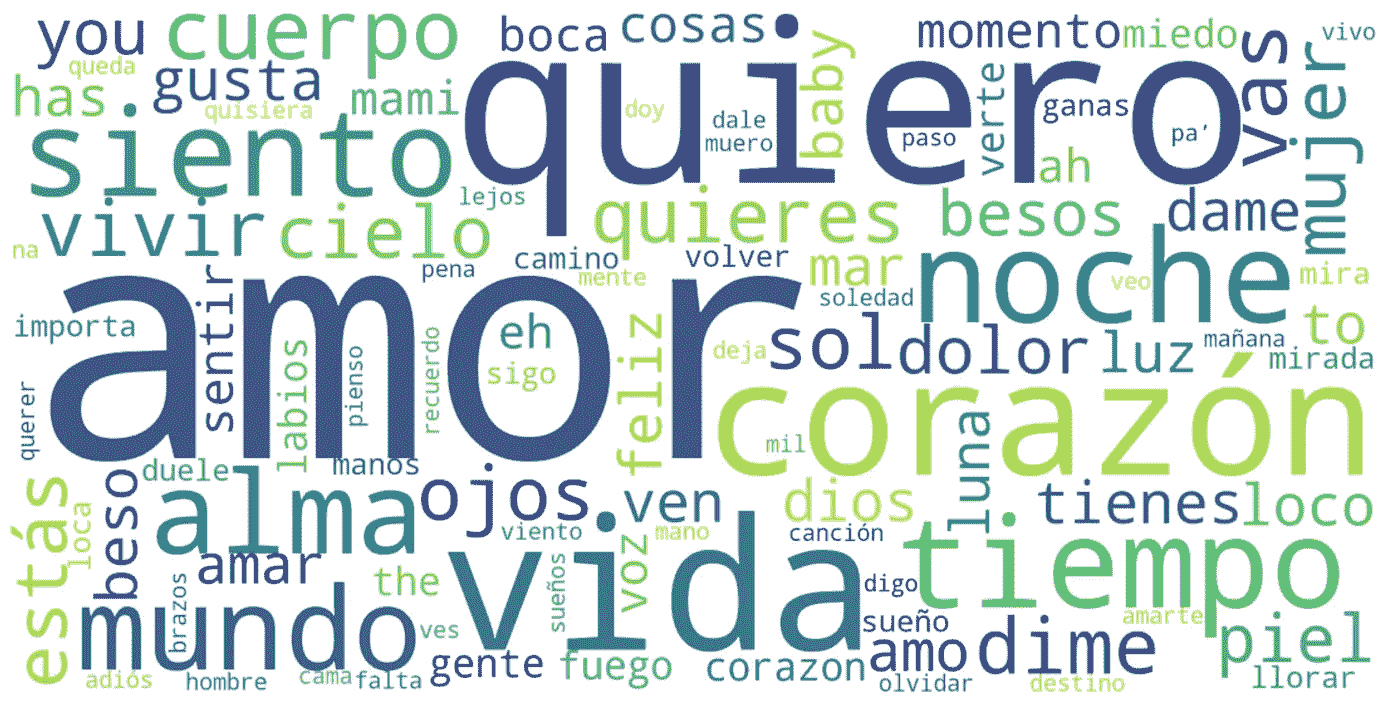 you
cuerpo
boca
cosas
quiero
momento
miedo
vivo
queda
gusta
baby
vas
has
quisiera
mami
doy
dale
muero
paso
verte
ganas
pa'
mujer
siento
ah
lejos
quieres
besos
dame
vivir
cielo
na
pena
camino
mente
volver
mar
noche
veo
mira
amor
sentir
soledad
importa
labios
pienso
recuerdo
eh
sigo
feliz
deja
sol
dolor
luz
mañana
to
mirada
querer
corazón
mil
luna
manos
duele
estás
loca
beso
alma
ojos
ven
dios
tienes
loco
viento
mano
canción
vida
tiempo
amar
the
sueños
voz
digo
brazos
mundo
ves
sueño
amarte
piel
gente
fuego
corazon
amo
dime
adiós
hombre
cama
falta
olvidar
destino
llorar